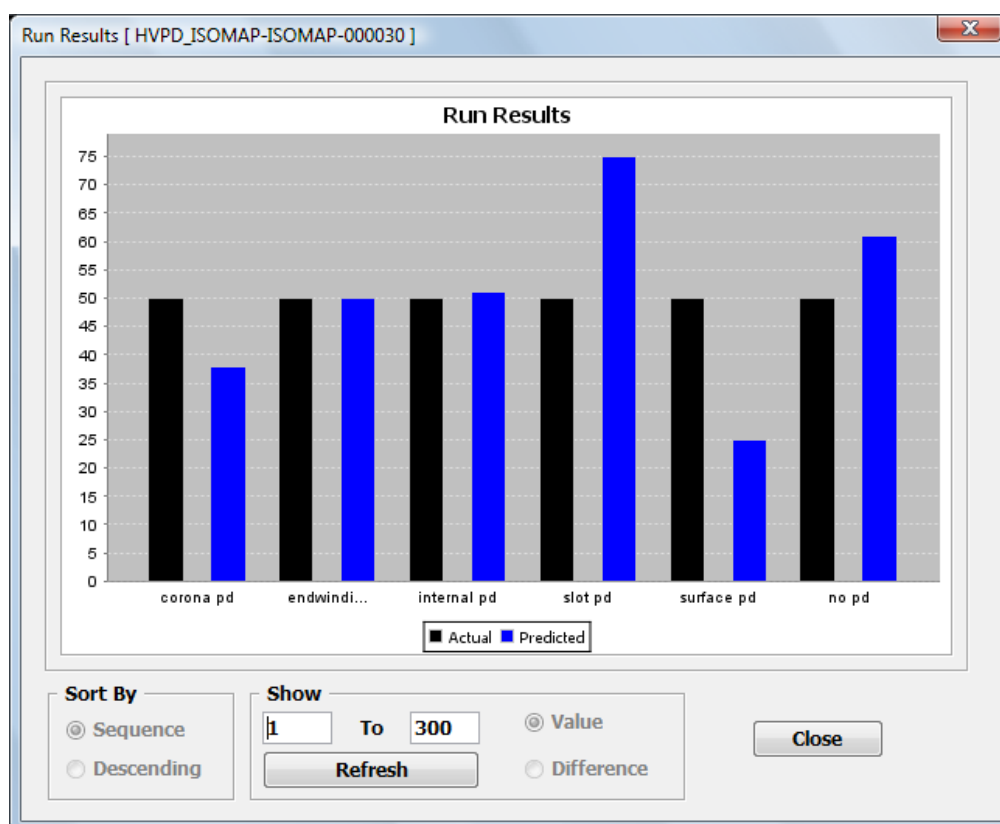 Run Results [ HVPD_ISOMAP-ISOMAP-000030 ]
X
Run Results
75
70
65
60
55
50
45
40
35
30
25
20
15
10
5
0
corona pd endwindi... internal pd slot pd surface pd no pd
Actual Predicted
Sort By
Sequence
Descending
Show
1 To 300
Refresh
Value
Difference
Close